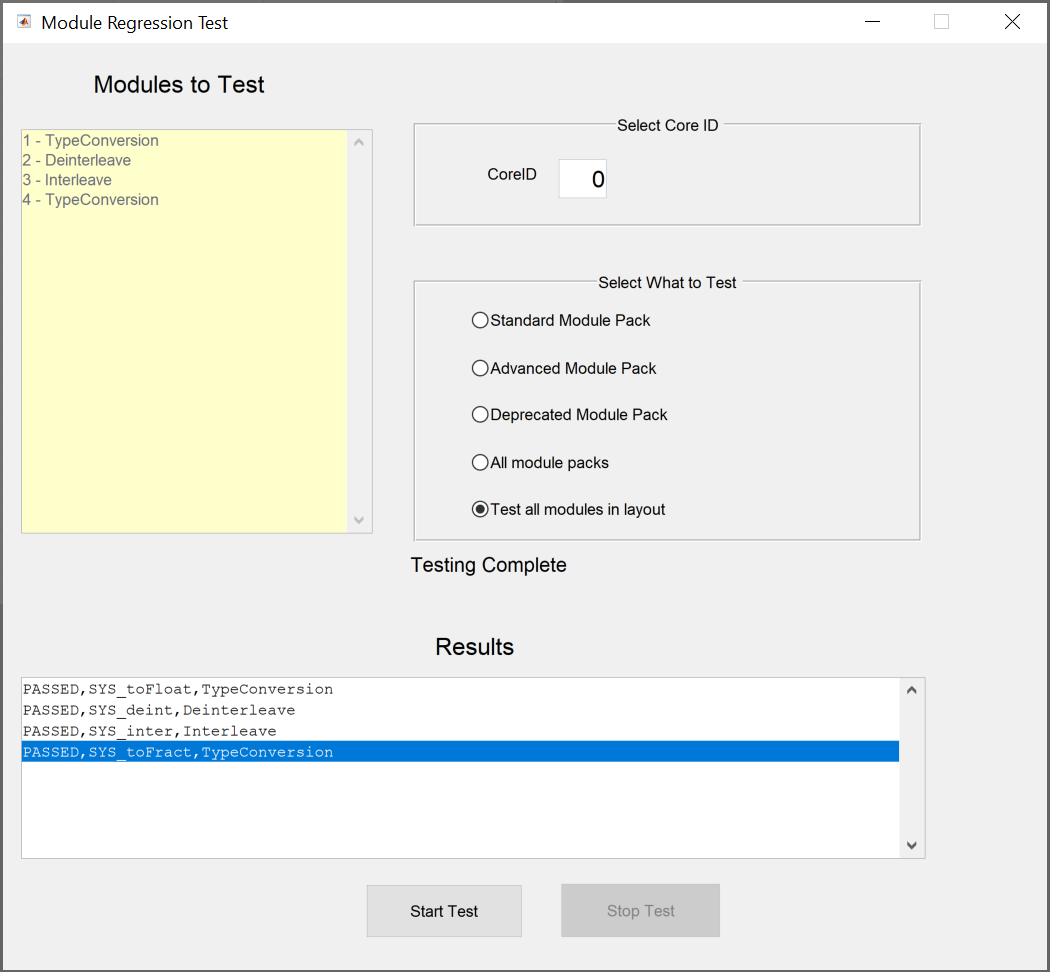 Module Regression Test
Modules to Test
1 - TypeConversion
2 - Deinterleave
3 - Interleave
4 - TypeConversion
Select Core ID
CoreID 0
Select What to Test
Standard Module Pack
Advanced Module Pack
Deprecated Module Pack
All module packs
Test all modules in layout
Testing Complete
Results
PASSED,SYS_toFloat,TypeConversion
PASSED,SYS_deint,Deinterleave
PASSED,SYS_inter,Interleave
PASSED,SYS_toFract,TypeConversion
Start Test
Stop Test